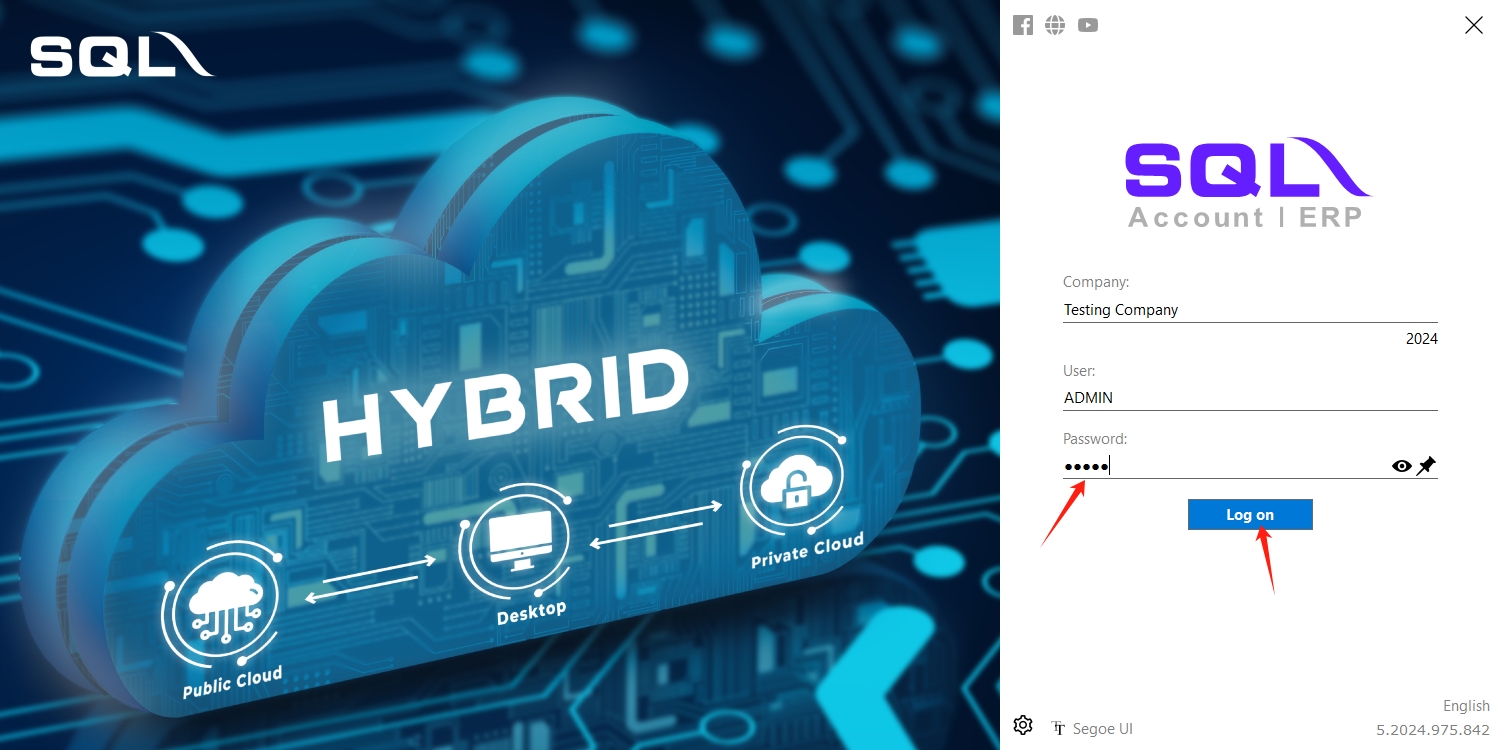 SQL
HYBRID
Public Cloud
Desktop
Private Cloud
SQL
Account | ERP
Company:
Testing Company
2024
User:
ADMIN
Password:
●●●●●
Log on
English
Segoe UI
5.2024.975.842